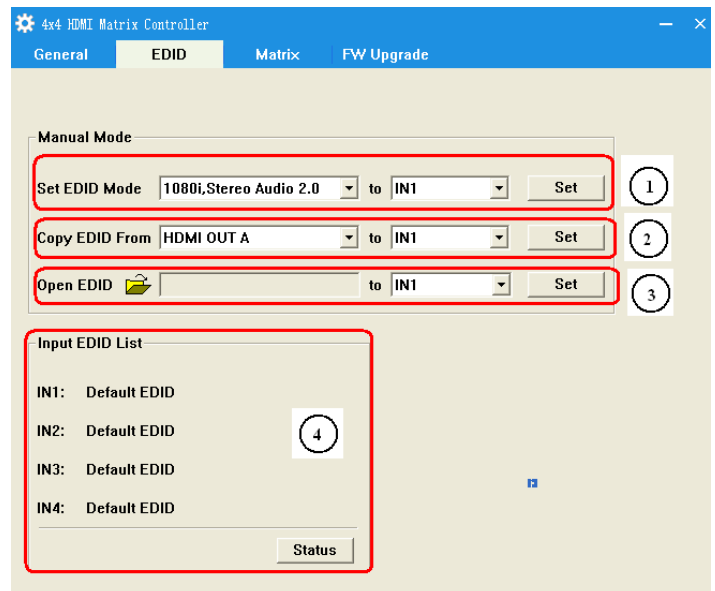 4x4 HDMI Matrix Controller
General EDID Matrix FW Upgrade
Manual Mode
Set EDID Mode 1080i,Stereo Audio 2.0 to IN1 Set 1
Copy EDID From HDMI OUT A to IN1 Set 2
Open EDID to IN1 Set 3
Input EDID List
IN1: Default EDID
IN2: Default EDID 4
IN3: Default EDID
IN4: Default EDID
Status